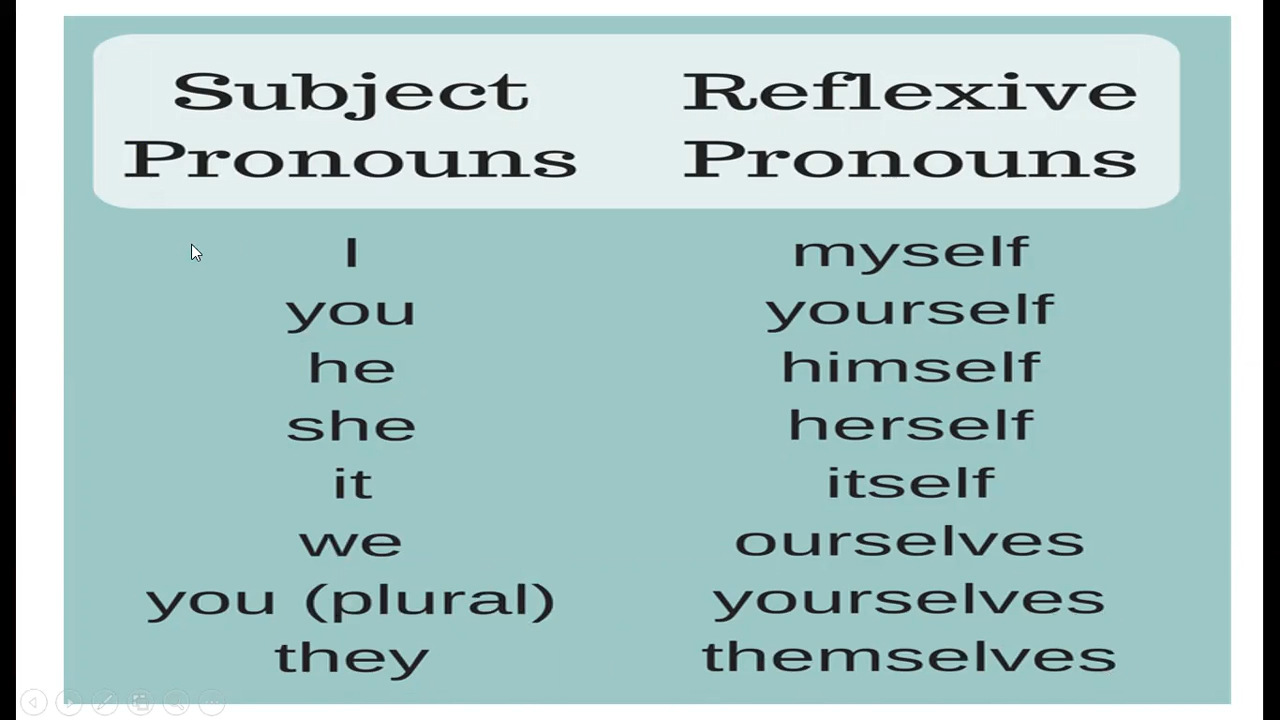 Subject Pronouns
Reflexive Pronouns
I myself
you yourself
he himself
she herself
it itself
we ourselves
you (plural) yourselves
they themselves